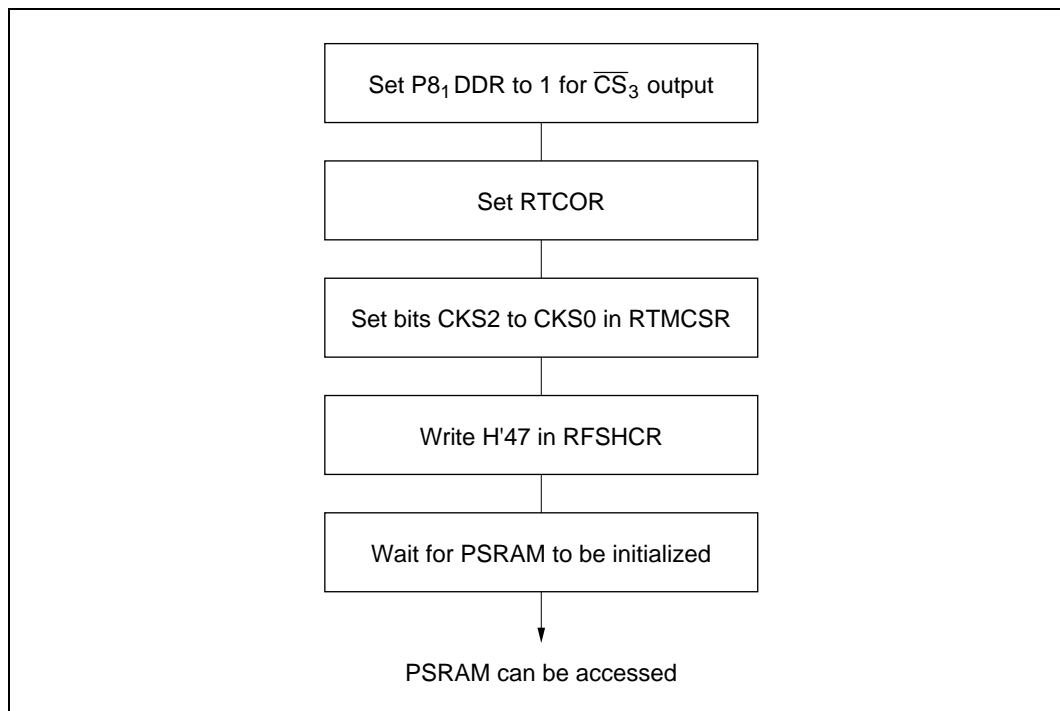 Set P8₁ DDR to 1 for C̅S̅₃ output
Set RTCOR
Set bits CKS2 to CKS0 in RTMCSR
Write H'47 in RFSHCR
Wait for PSRAM to be initialized
PSRAM can be accessed